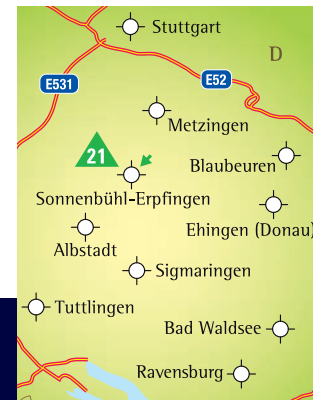 Stuttgart
D
E531
E52
Metzingen
21
Blaubeuren
Sonnenbühl-Erpfingen
Ehingen (Donau)
Albstadt
Sigmaringen
Tuttlingen
Bad Waldsee
Ravensburg